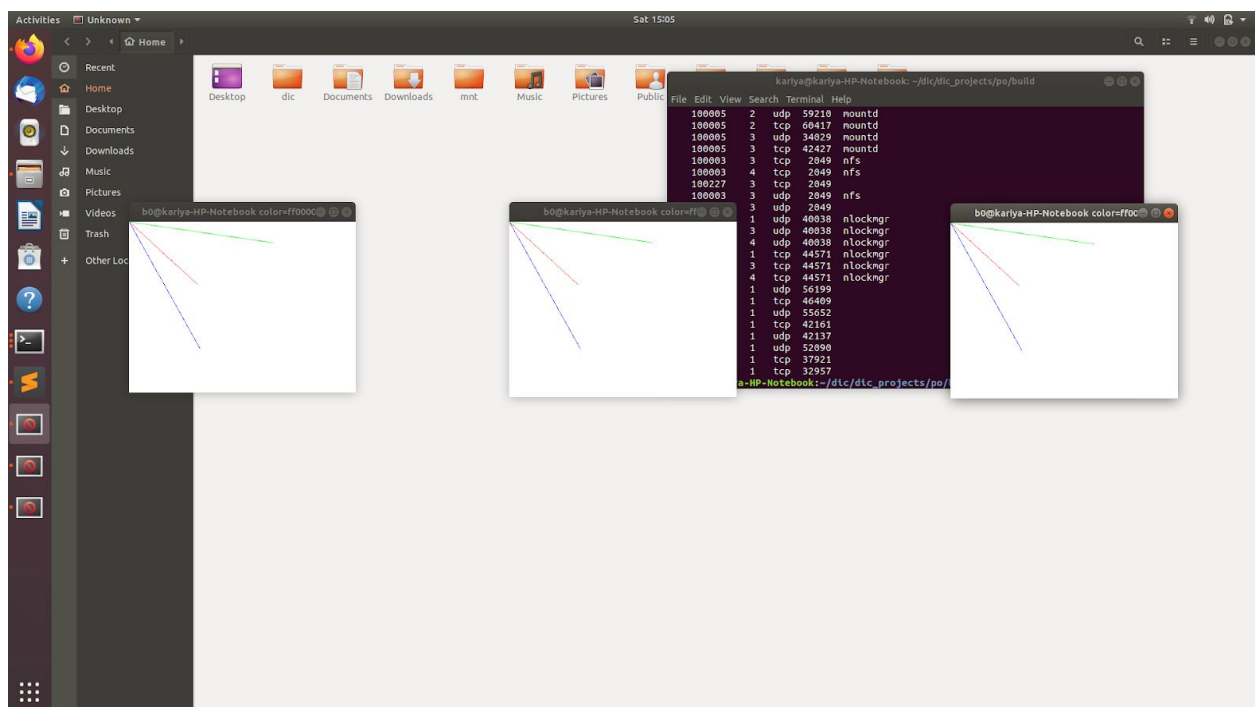 Activities Unknown Sat 15:05
Home
Recent
Home
Desktop
Documents
Downloads
Music
Pictures
Videos
Trash
+ Other Loc
Desktop dic Documents Downloads mnt Music Pictures Public
kariya@kariya-HP-Notebook: ~/dic/dic_projects/po/build
File Edit View Search Terminal Help
100005 2 udp 59210 mountd
100005 2 tcp 60417 mountd
100005 3 udp 34029 mountd
100005 3 tcp 42427 mountd
100003 3 tcp 2049 nfs
100003 4 tcp 2049 nfs
100227 3 tcp 2049
100003 3 udp 2049 nfs
3 udp 2049
1 udp 40038 nlockmgr
3 udp 40038 nlockmgr
4 udp 40038 nlockmgr
1 tcp 44571 nlockmgr
3 tcp 44571 nlockmgr
4 tcp 44571 nlockmgr
1 udp 56199
1 tcp 46409
1 udp 55652
1 tcp 42161
1 udp 42137
1 udp 52090
1 tcp 37921
1 tcp 32957
a-HP-Notebook:~/dic/dic_projects/po/
b0@kariya-HP-Notebook color=ff000
b0@kariya-HP-Notebook color=ff
b0@kariya-HP-Notebook color=ff00